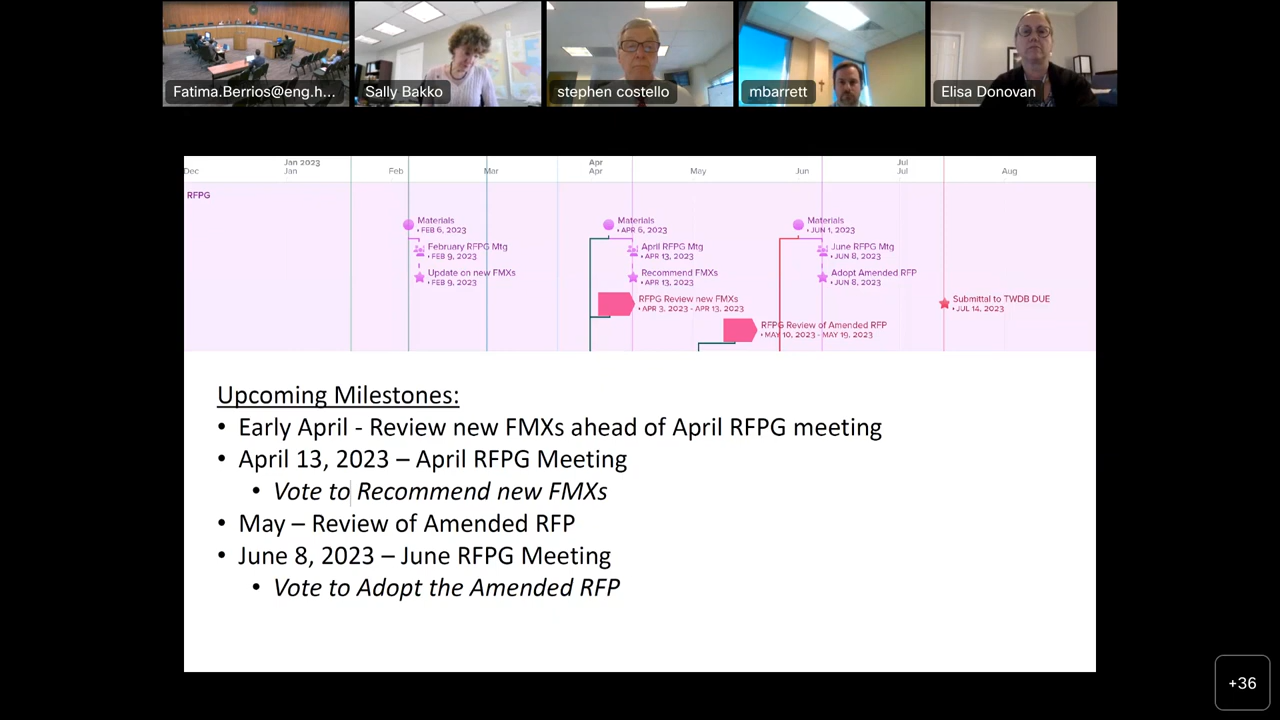 Fatima.Berrios@eng.h...
Sally Bakko
stephen costello
mbarrett
Elisa Donovan
Jan 2023
Apr
Jul
Dec
Jan
Feb
Mar
Apr
May
Jun
Jul
Aug
RFPG
Materials
• FEB 6, 2023
February RFPG Mtg
• FEB 9, 2023
Update on new FMXs
• FEB 9, 2023
Materials
• APR 6, 2023
April RFPG Mtg
• APR 13, 2023
Recommend FMXs
• APR 13, 2023
RFPG Review new FMXs
• APR 3, 2023 - APR 13, 2023
RFPG Review of Amended RFP
• MAY 10, 2023 - MAY 19, 2023
Materials
• JUN 1, 2023
June RFPG Mtg
• JUN 8, 2023
Adopt Amended RFP
• JUN 8, 2023
Submittal to TWDB DUE
• JUL 14, 2023
Upcoming Milestones:
• Early April - Review new FMXs ahead of April RFPG meeting
• April 13, 2023 – April RFPG Meeting
• Vote to Recommend new FMXs
• May – Review of Amended RFP
• June 8, 2023 – June RFPG Meeting
• Vote to Adopt the Amended RFP
+36